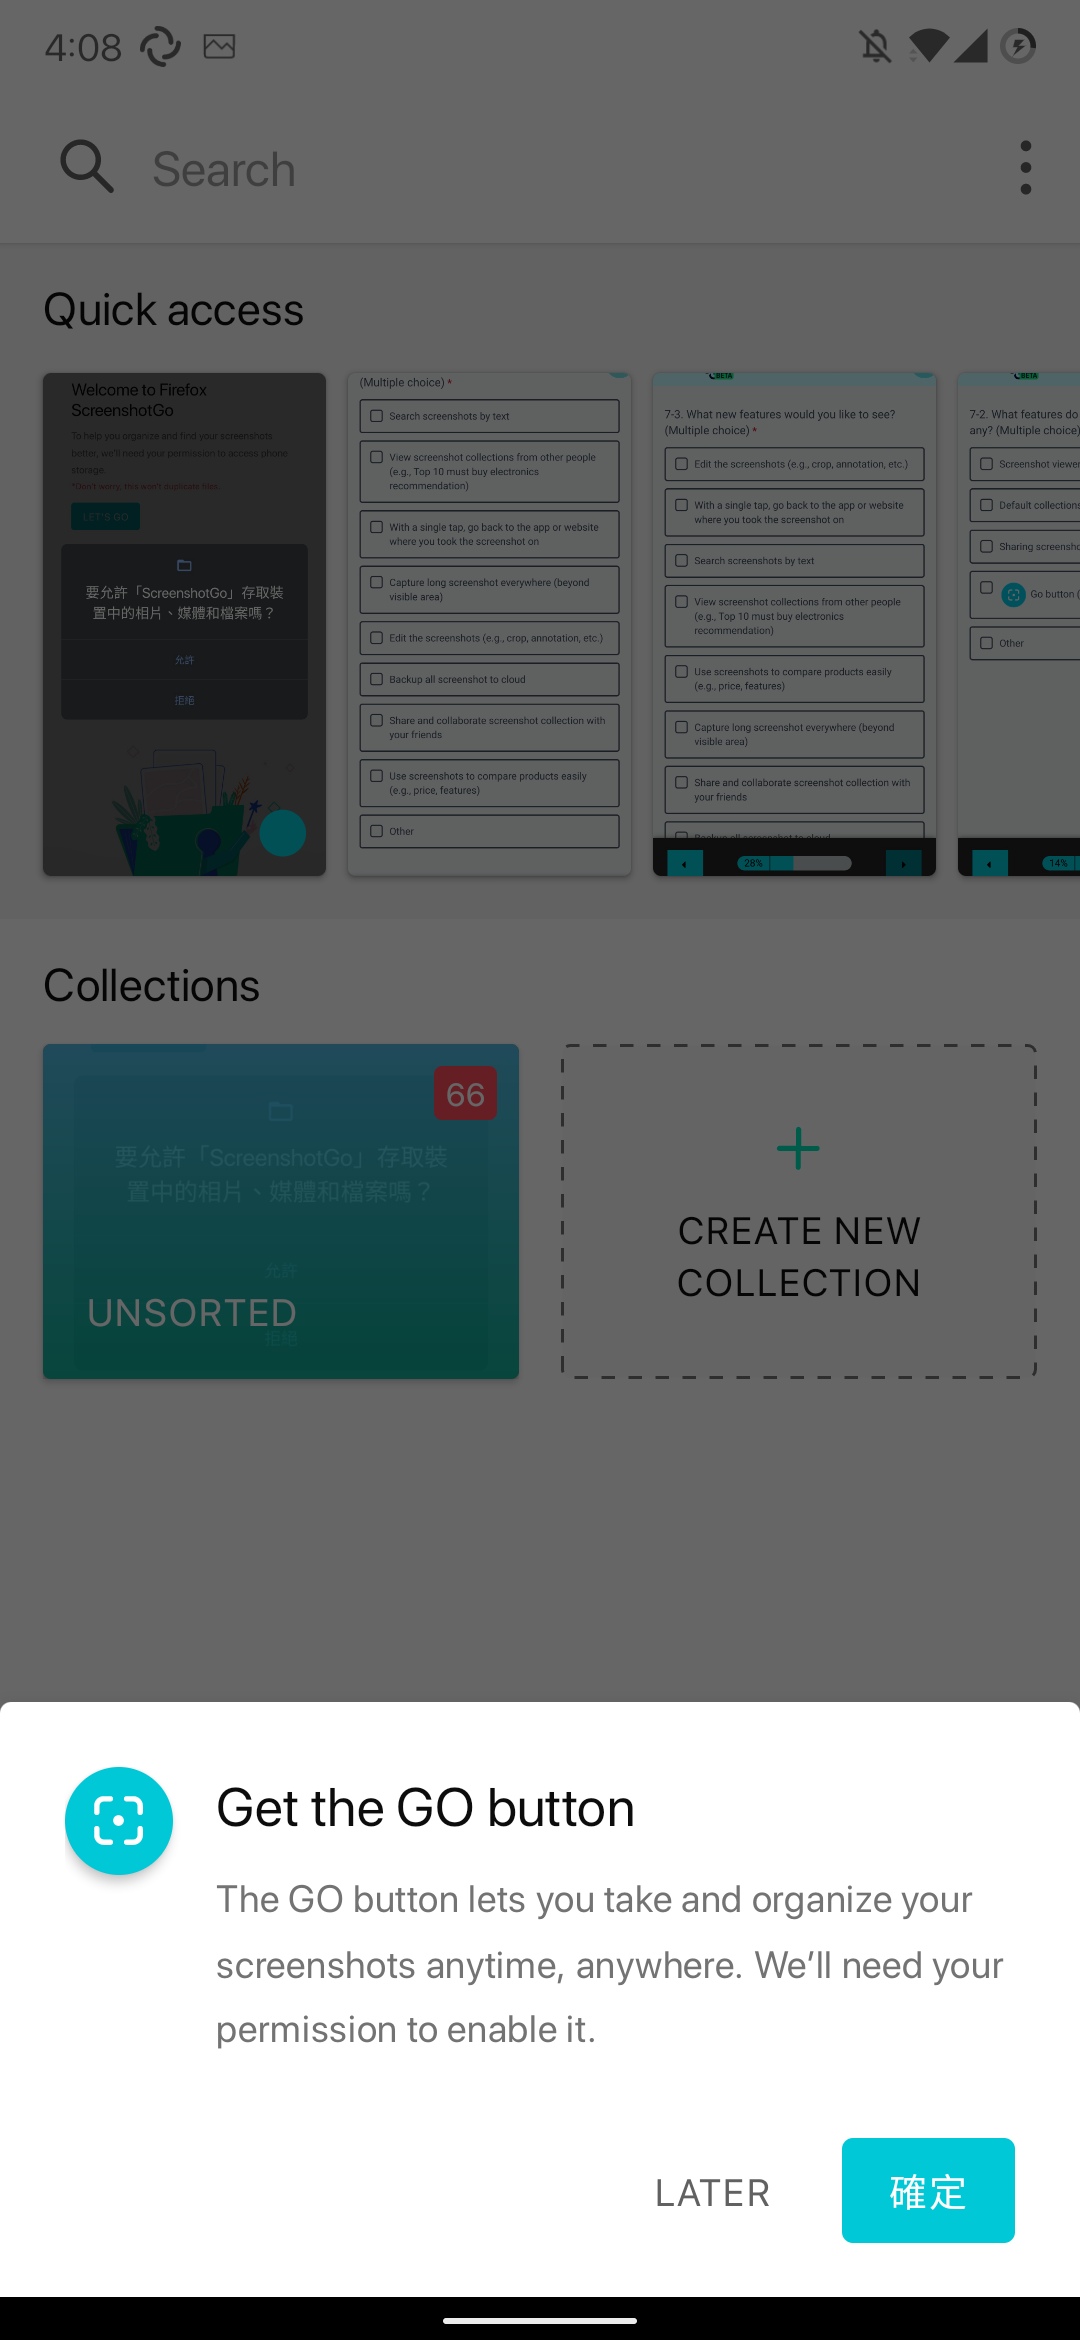 4:08
Search
Quick access
Welcome to Firefox
ScreenshotGo
To help you organize and find your screenshots
better, we'll need your permission to access phone
storage.
*Don't worry, this won't duplicate files.
LET'S GO
要允許「ScreenshotGo」存取裝
置中的相片、媒體和檔案嗎？
允許
拒絕
(Multiple choice) *
Search screenshots by text
View screenshot collections from other people
(e.g., Top 10 must buy electronics
recommendation)
With a single tap, go back to the app or website
where you took the screenshot on
Capture long screenshot everywhere (beyond
visible area)
Edit the screenshots (e.g., crop, annotation, etc.)
Backup all screenshot to cloud
Share and collaborate screenshot collection with
your friends
Use screenshots to compare products easily
(e.g., price, features)
Other
BETA
7-3. What new features would you like to see?
(Multiple choice) *
Edit the screenshots (e.g., crop, annotation, etc.)
With a single tap, go back to the app or website
where you took the screenshot on
Search screenshots by text
View screenshot collections from other people
(e.g., Top 10 must buy electronics
recommendation)
Use screenshots to compare products easily
(e.g., price, features)
Capture long screenshot everywhere (beyond
visible area)
Share and collaborate screenshot collection with
your friends
Backup all screenshot to cloud
28%
BETA
7-2. What features do
any? (Multiple choice)
Screenshot viewer
Default collections
Sharing screensho
Go button (
Other
14%
Collections
66
要允許「ScreenshotGo」存取裝
置中的相片、媒體和檔案嗎？
允許
UNSORTED
拒絕
CREATE NEW
COLLECTION
Get the GO button
The GO button lets you take and organize your
screenshots anytime, anywhere. We’ll need your
permission to enable it.
LATER
確定